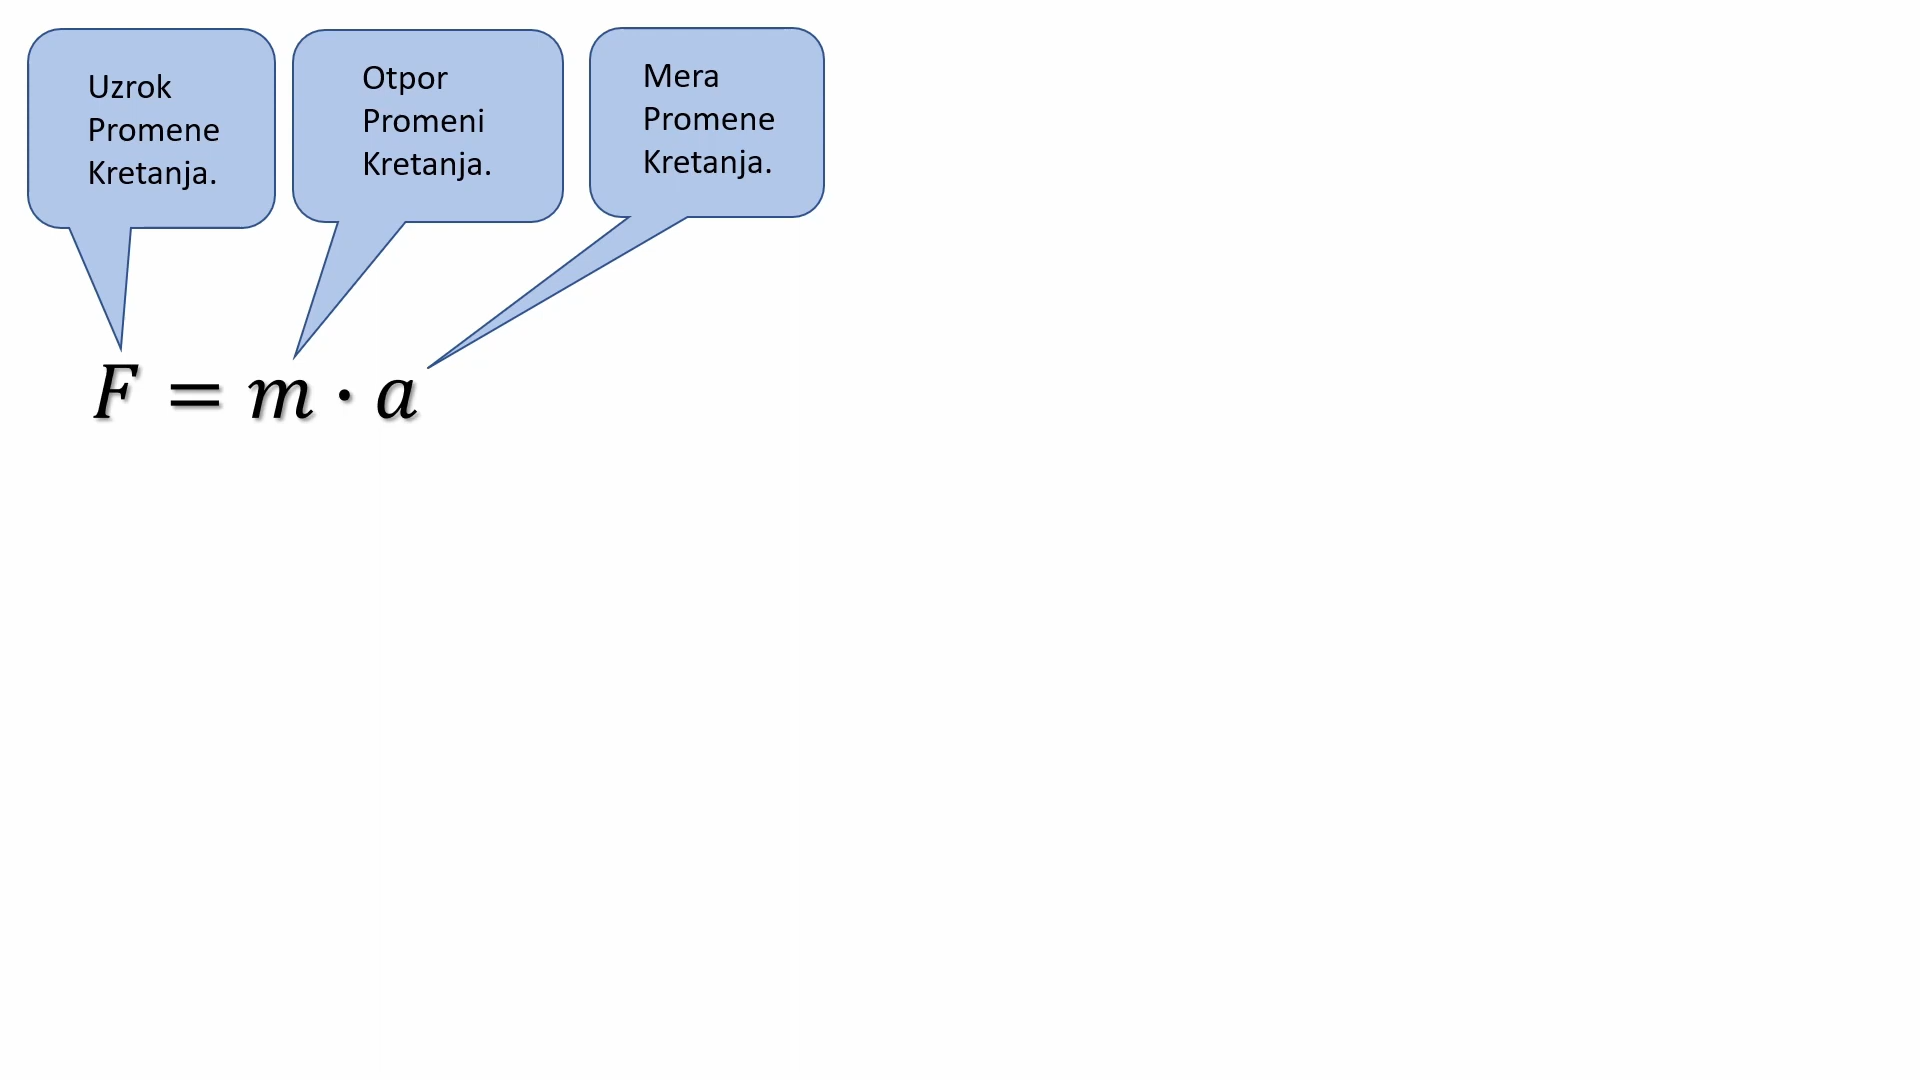 Uzrok
Promene
Kretanja.
Otpor
Promeni
Kretanja.
Mera
Promene
Kretanja.
F = m · a